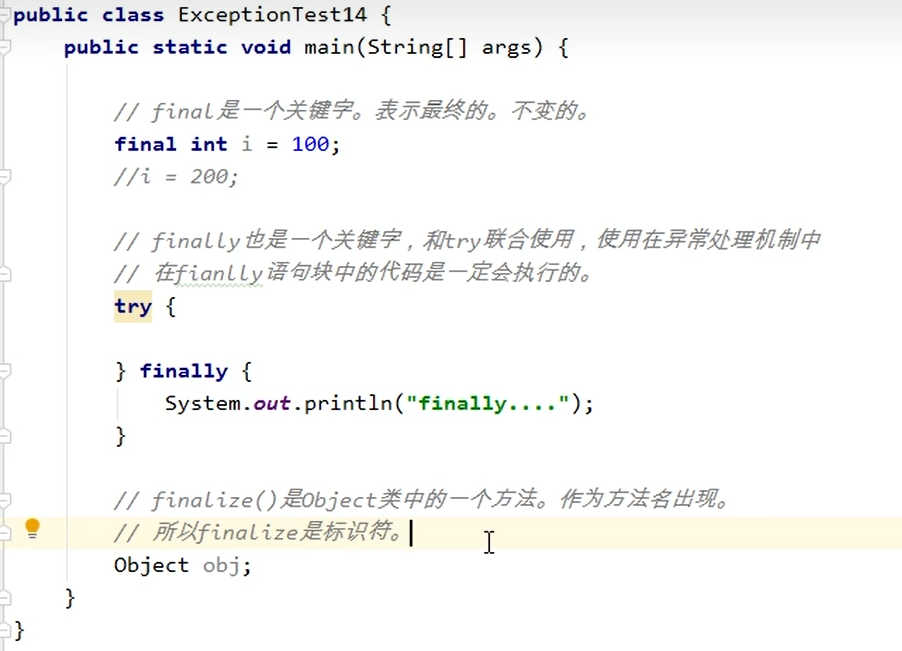 public class ExceptionTest14 {
public static void main(String[] args) {
// final是一个关键字。表示最终的。不变的。
final int i = 100;
//i = 200;
// finally也是一个关键字，和try联合使用，使用在异常处理机制中
// 在fianlly语句块中的代码是一定会执行的。
try {
} finally {
System.out.println("finally....");
}
// finalize()是Object类中的一个方法。作为方法名出现。
// 所以finalize是标识符。
Object obj;
}
}